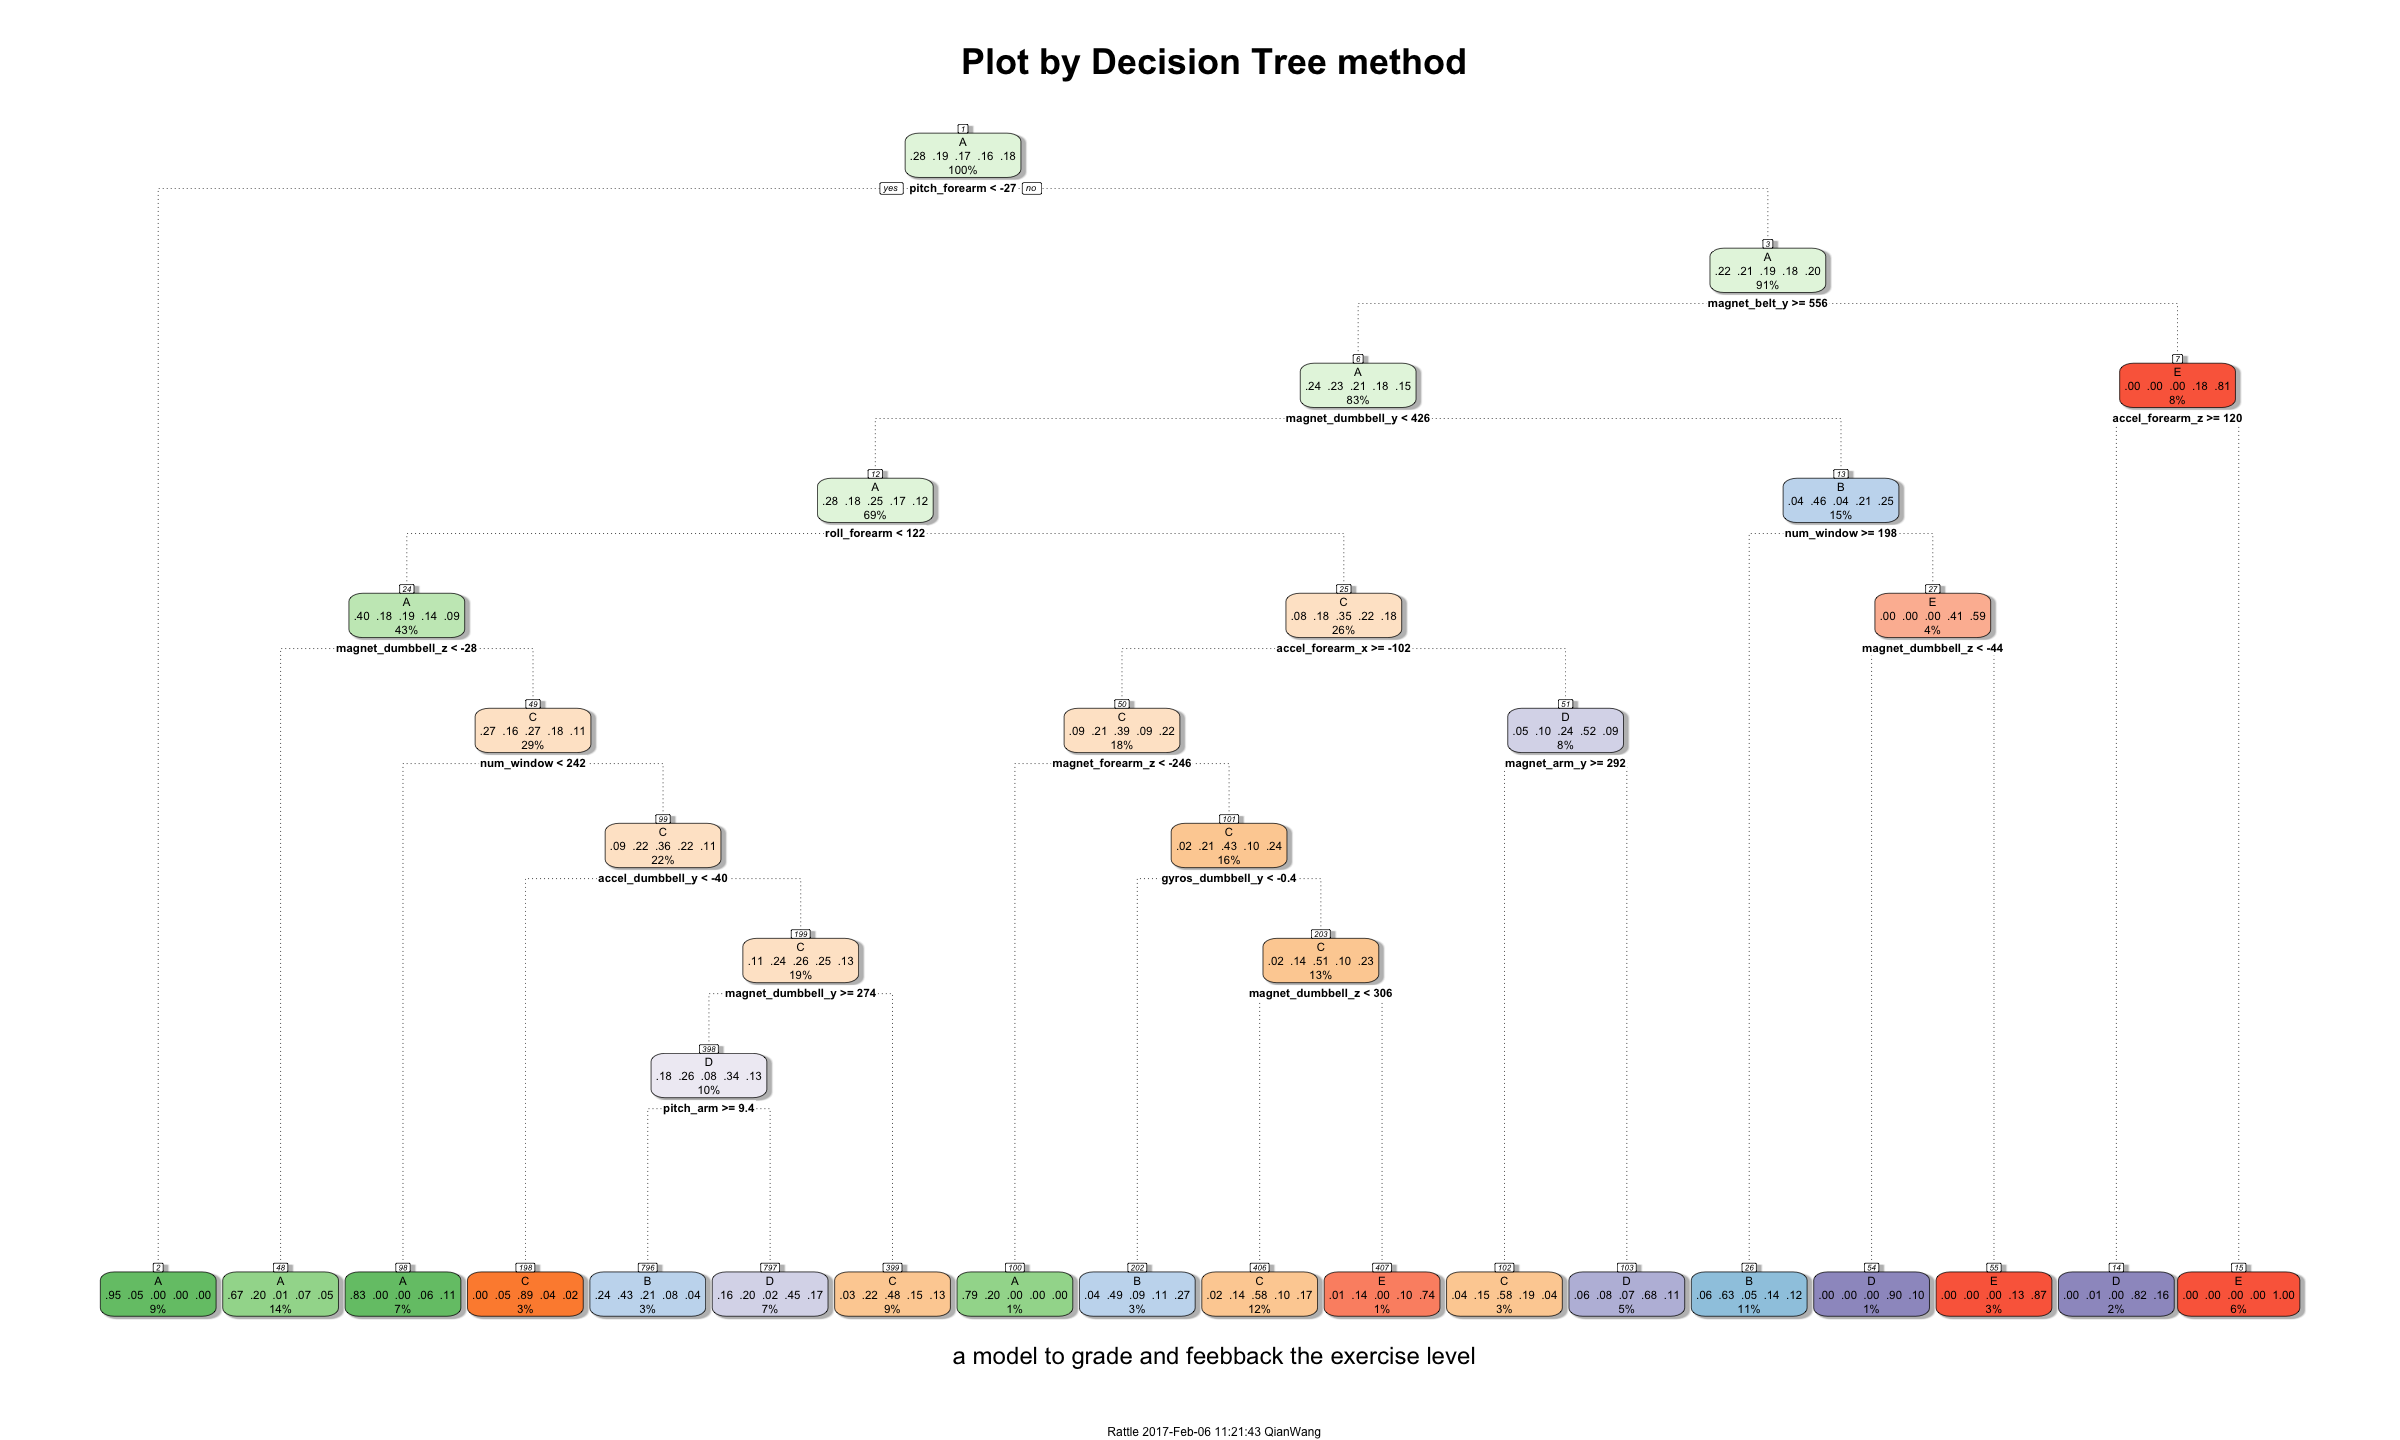 Plot by Decision Tree method
1
A
.28 .19 .17 .16 .18
100%
yes pitch_forearm < -27 no
3
A
.22 .21 .19 .18 .20
91%
magnet_belt_y >= 556
6
A
.24 .23 .21 .18 .15
83%
magnet_dumbbell_y < 426
7
E
.00 .00 .00 .18 .81
8%
accel_forearm_z >= 120
12
A
.28 .18 .25 .17 .12
69%
roll_forearm < 122
13
B
.04 .46 .04 .21 .25
15%
num_window >= 198
24
A
.40 .18 .19 .14 .09
43%
magnet_dumbbell_z < -28
25
C
.08 .18 .35 .22 .18
26%
accel_forearm_x >= -102
27
E
.00 .00 .00 .41 .59
4%
magnet_dumbbell_z < -44
49
C
.27 .16 .27 .18 .11
29%
num_window < 242
50
C
.09 .21 .39 .09 .22
18%
magnet_forearm_z < -246
51
D
.05 .10 .24 .52 .09
8%
magnet_arm_y >= 292
99
C
.09 .22 .36 .22 .11
22%
accel_dumbbell_y < -40
101
C
.02 .21 .43 .10 .24
16%
gyros_dumbbell_y < -0.4
199
C
.11 .24 .26 .25 .13
19%
magnet_dumbbell_y >= 274
203
C
.02 .14 .51 .10 .23
13%
magnet_dumbbell_z < 306
398
D
.18 .26 .08 .34 .13
10%
pitch_arm >= 9.4
2
A
.95 .05 .00 .00 .00
9%
48
A
.67 .20 .01 .07 .05
14%
98
A
.83 .00 .00 .06 .11
7%
198
C
.00 .05 .89 .04 .02
3%
796
B
.24 .43 .21 .08 .04
3%
797
D
.16 .20 .02 .45 .17
7%
399
C
.03 .22 .48 .15 .13
9%
100
A
.79 .20 .00 .00 .00
1%
202
B
.04 .49 .09 .11 .27
3%
406
C
.02 .14 .58 .10 .17
12%
407
E
.01 .14 .00 .10 .74
1%
102
C
.04 .15 .58 .19 .04
3%
103
D
.06 .08 .07 .68 .11
5%
26
B
.06 .63 .05 .14 .12
11%
54
D
.00 .00 .00 .90 .10
1%
55
E
.00 .00 .00 .13 .87
3%
14
D
.00 .01 .00 .82 .16
2%
15
E
.00 .00 .00 .00 1.00
6%
a model to grade and feebback the exercise level
Rattle 2017-Feb-06 11:21:43 QianWang